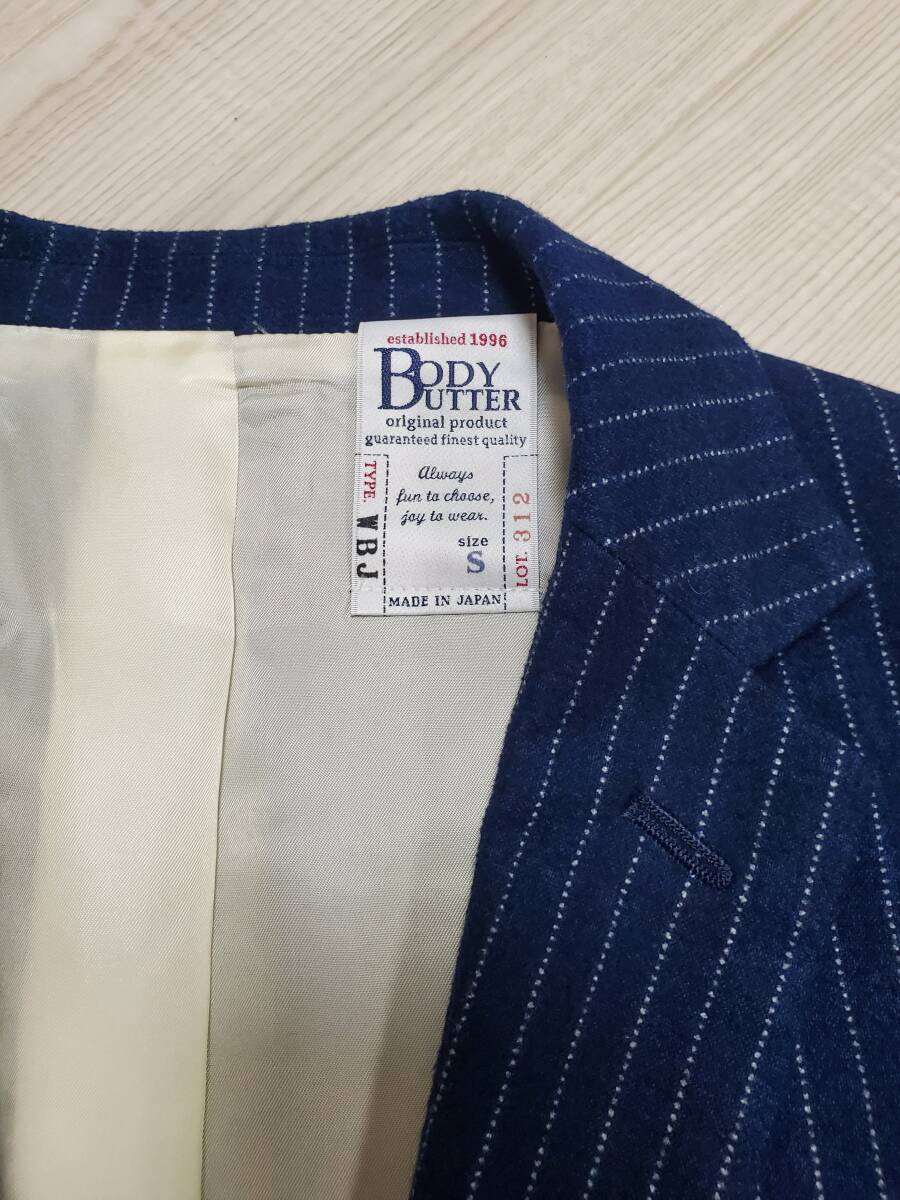 established 1996
BODY
BUTTER
original product
guaranteed finest quality
TYPE. WBJ
Always
fun to choose,
joy to wear.
size
S
LOT. 312
MADE IN JAPAN